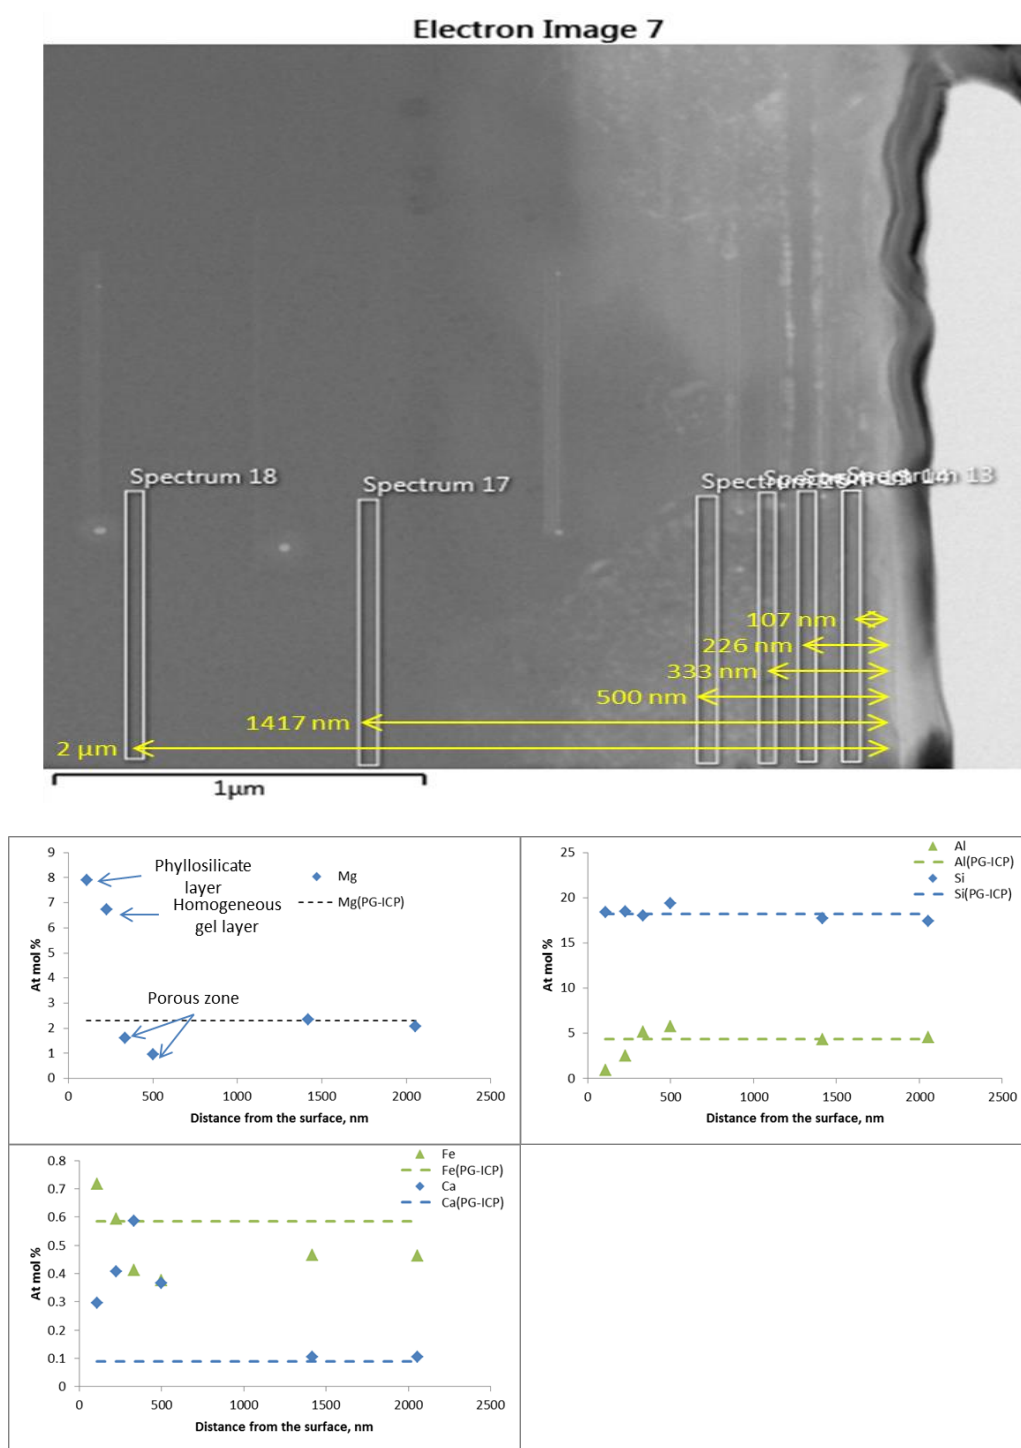 Electron Image 7
Spectrum 18
Spectrum 17
Spectrum 13
107 nm
226 nm
333 nm
500 nm
1417 nm
2 µm
1µm
9
8
7
6
5
4
3
2
1
0
At mol %
Phyllosilicate
layer
Homogeneous
gel layer
Porous zone
Mg
Mg(PG-ICP)
0 500 1000 1500 2000 2500
Distance from the surface, nm
25
20
15
10
5
0
At mol %
Al
Al(PG-ICP)
Si
Si(PG-ICP)
0 500 1000 1500 2000 2500
Distance from the surface, nm
0.8
0.7
0.6
0.5
0.4
0.3
0.2
0.1
0
At mol %
Fe
Fe(PG-ICP)
Ca
Ca(PG-ICP)
0 500 1000 1500 2000 2500
Distance from the surface, nm